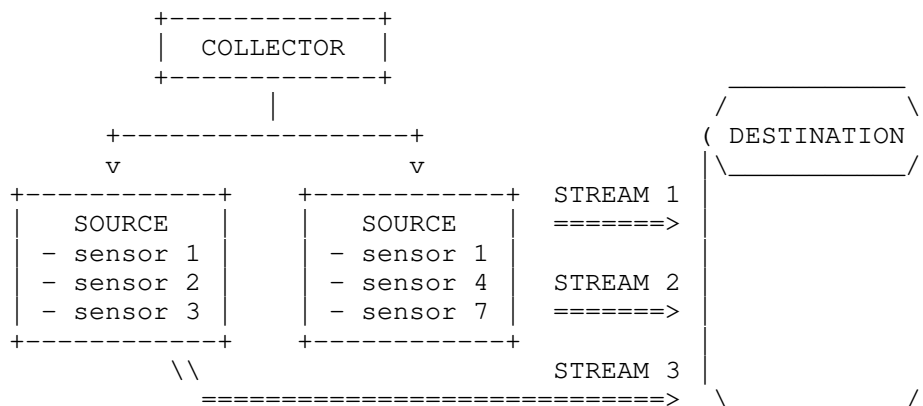 COLLECTOR
( DESTINATION
v v
STREAM 1
SOURCE SOURCE =======>
- sensor 1 - sensor 1
- sensor 2 - sensor 4 STREAM 2
- sensor 3 - sensor 7 =======>
STREAM 3
============================>